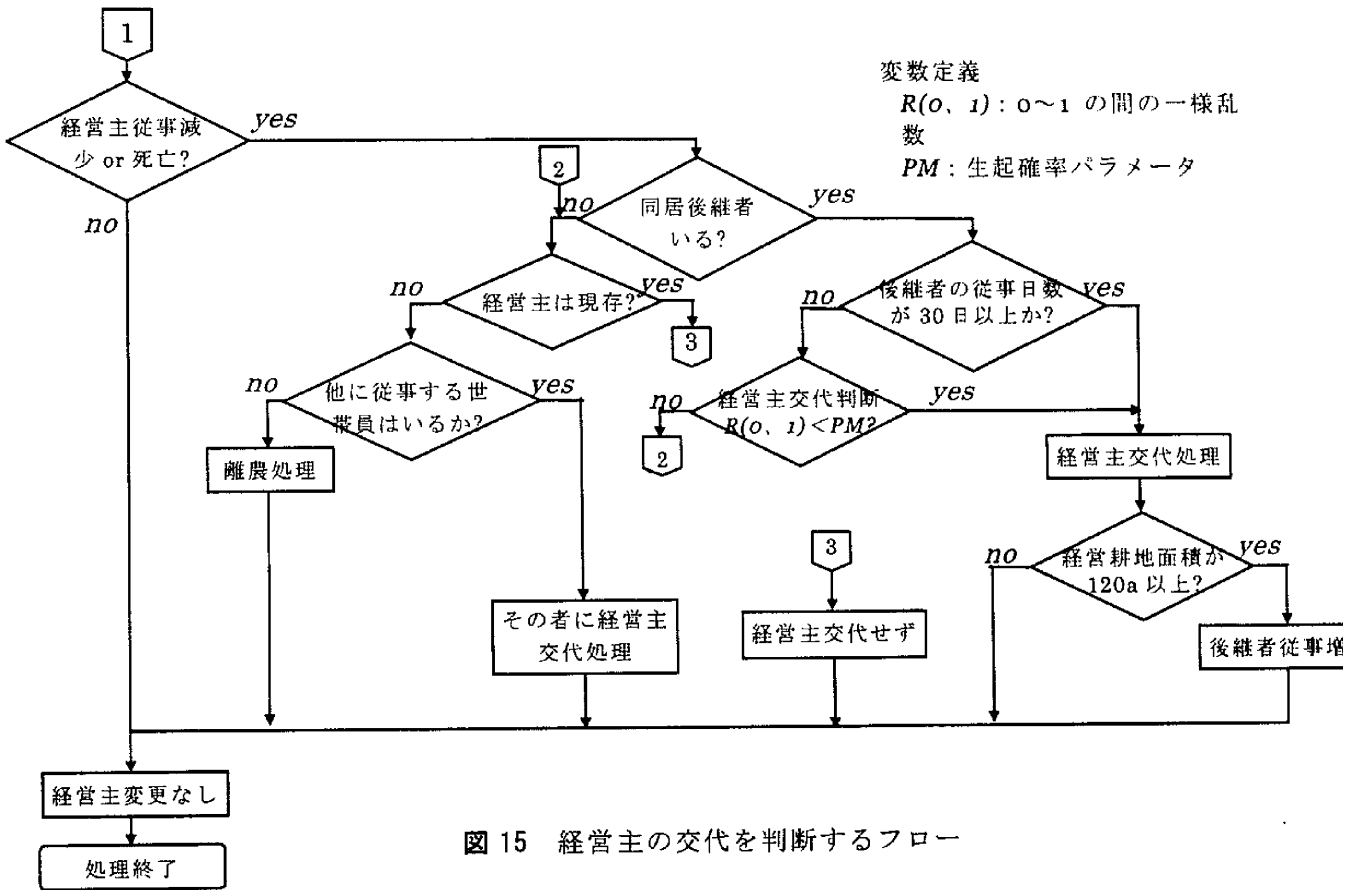 1
変数定義
R(0、1)：0～1 の間の一様乱
数
PM：生起確率パラメータ
経営主従事減
少 or 死亡?
yes
no
2
同居後継者
いる?
no
yes
経営主は現存?
no
yes
3
後継者の従事日数
が 30 日以上か?
no
yes
他に従事する世
帯員はいるか?
no
yes
経営主交代判断
R(0、1)＜PM?
no
yes
2
離農処理
経営主交代処理
経営耕地面積が
120a 以上?
no
yes
3
その者に経営主
交代処理
経営主交代せず
後継者従事増
経営主変更なし
処理終了
図 15　経営主の交代を判断するフロー